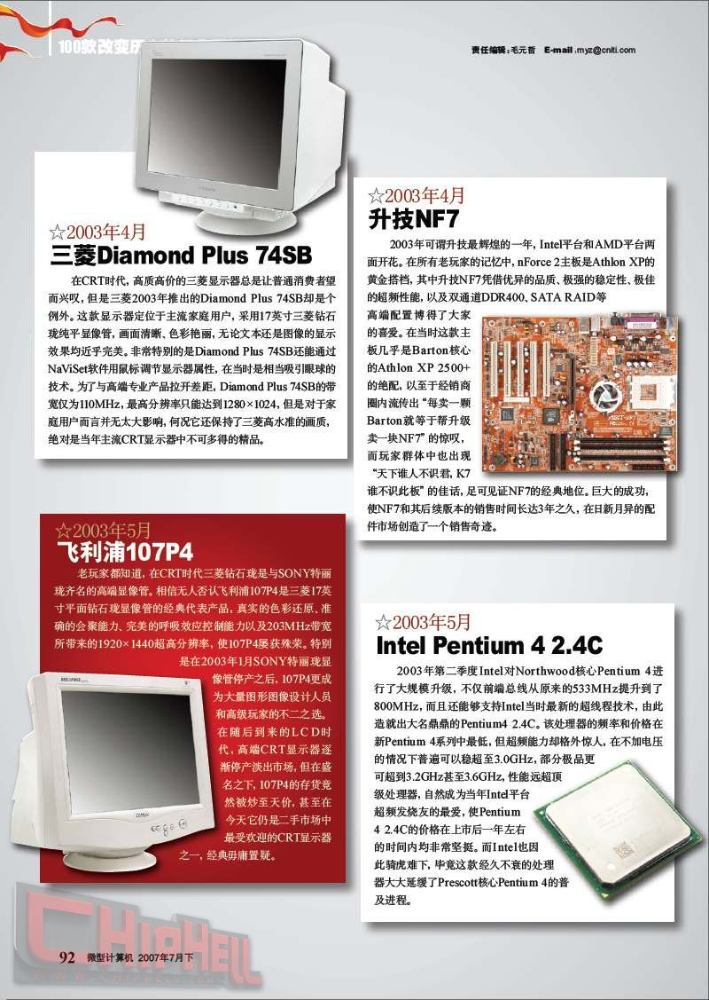 100款改变历
责任编辑:毛元哲 E-mail:myz@cniti.com
☆2003年4月
三菱Diamond Plus 74SB
在CRT时代，高质高价的三菱显示器总是让普通消费者望
而兴叹，但是三菱2003年推出的Diamond Plus 74SB却是个
例外。这款显示器定位于主流家庭用户，采用17英寸三菱钻石
珑纯平显像管，画面清晰、色彩艳丽，无论文本还是图像的显示
效果均近乎完美。非常特别的是Diamond Plus 74SB还能通过
NaViSet软件用鼠标调节显示器属性，在当时是相当吸引眼球的
技术。为了与高端专业产品拉开差距，Diamond Plus 74SB的带
宽仅为110MHz，最高分辨率只能达到1280×1024，但是对于家
庭用户而言并无太大影响，何况它还保持了三菱高水准的画质，
绝对是当年主流CRT显示器中不可多得的精品。
☆2003年4月
升技NF7
2003年可谓升技最辉煌的一年，Intel平台和AMD平台两
面开花。在所有老玩家的记忆中，nForce 2主板是Athlon XP的
黄金搭档，其中升技NF7凭借优异的品质、极强的稳定性、极佳
的超频性能，以及双通道DDR400、SATA RAID等
高端配置博得了大家
的喜爱。在当时这款主
板几乎是Barton核心
的Athlon XP 2500+
的绝配，以至于经销商
圈内流传出“每卖一颗
Barton就等于帮升级
卖一块NF7”的惊叹，
而玩家群体中也出现
“天下谁人不识君，K7
谁不识此板”的佳话，足可见证NF7的经典地位。巨大的成功，
使NF7和其后续版本的销售时间长达3年之久，在日新月异的配
件市场创造了一个销售奇迹。
ABIT-NF7
☆2003年5月
飞利浦107P4
老玩家都知道，在CRT时代三菱钻石珑是与SONY特丽
珑齐名的高端显像管。相信无人否认飞利浦107P4是三菱17英
寸平面钻石珑显像管的经典代表产品，真实的色彩还原、准
确的会聚能力、完美的呼吸效应控制能力以及203MHz带宽
所带来的1920×1440超高分辨率，使107P4屡获殊荣。特别
是在2003年1月SONY特丽珑显
像管停产之后，107P4更成
为大量图形图像设计人员
和高级玩家的不二之选。
在随后到来的LCD时
代，高端CRT显示器逐
渐停产淡出市场，但在盛
名之下，107P4的存货竟
然被炒至天价，甚至在
今天它仍是二手市场中
最受欢迎的CRT显示器
之一，经典毋庸置疑。
☆2003年5月
Intel Pentium 4 2.4C
2003年第二季度Intel对Northwood核心Pentium 4进
行了大规模升级，不仅前端总线从原来的533MHz提升到了
800MHz，而且还能够支持Intel当时最新的超线程技术，由此
造就出大名鼎鼎的Pentium4 2.4C。该处理器的频率和价格在
新Pentium 4系列中最低，但超频能力却格外惊人，在不加电压
的情况下普遍可以稳超至3.0GHz，部分极品更
可超到3.2GHz甚至3.6GHz，性能远超顶
级处理器，自然成为当年Intel平台
超频发烧友的最爱，使Pentium
4 2.4C的价格在上市后一年左右
的时间内均非常坚挺。而Intel也因
此骑虎难下，毕竟这款经久不衰的处理
器大大延缓了Prescott核心Pentium 4的普
及进程。
CHIPHELL
WWW.CHIPHELL.COM
92 微型计算机 2007年7月下